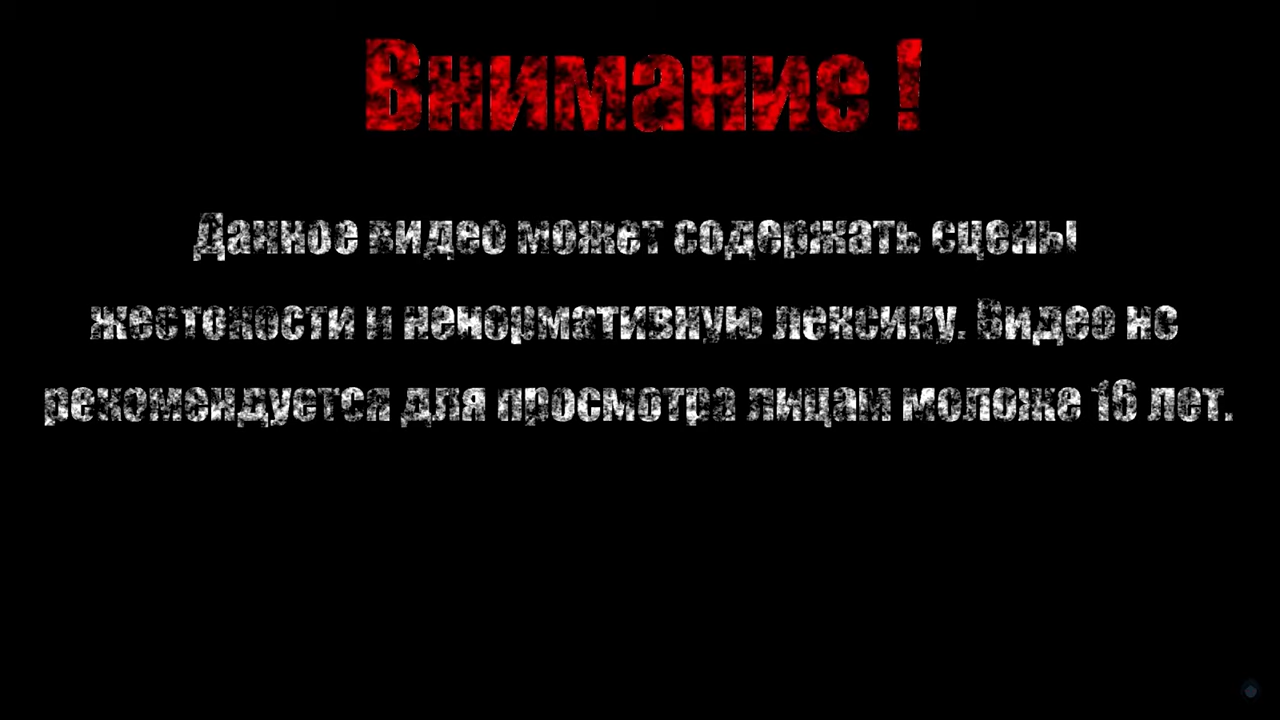 Внимание !
Данное видео может содержать сцены
жестокости и ненормативную лексику. Видео не
рекомендуется для просмотра лицам моложе 16 лет.